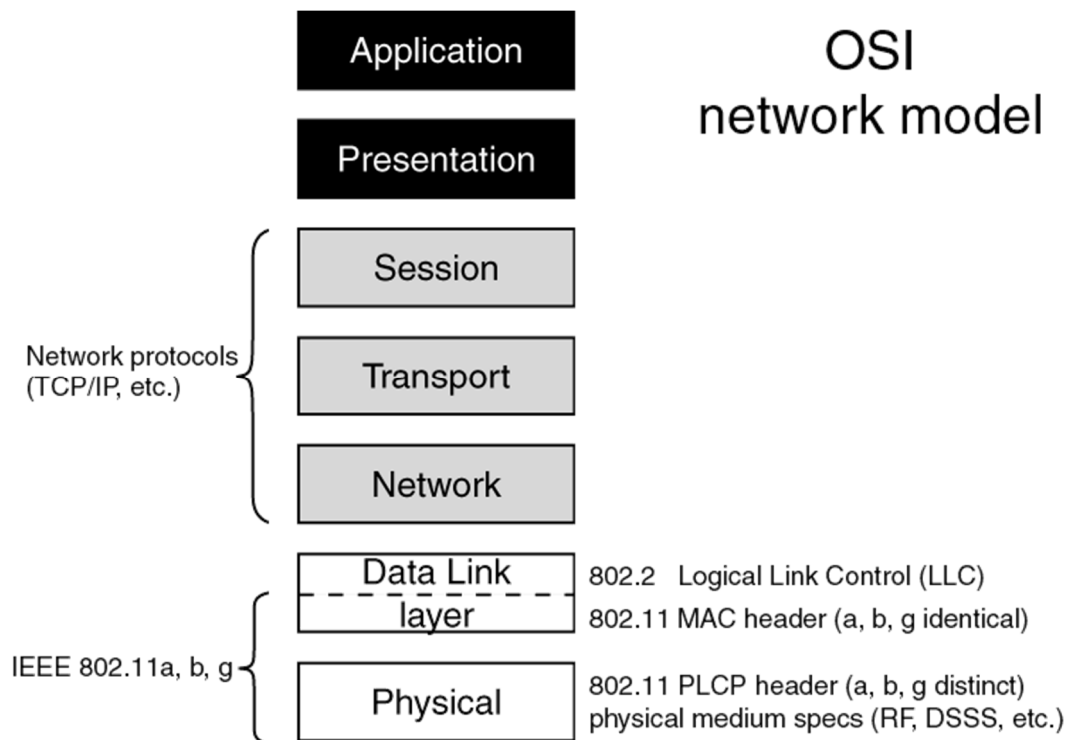 Application
OSI
network model
Presentation
Session
Network protocols
(TCP/IP, etc.)
Transport
Network
Data Link
802.2 Logical Link Control (LLC)
layer
802.11 MAC header (a, b, g identical)
IEEE 802.11a, b, g
Physical
802.11 PLCP header (a, b, g distinct)
physical medium specs (RF, DSSS, etc.)